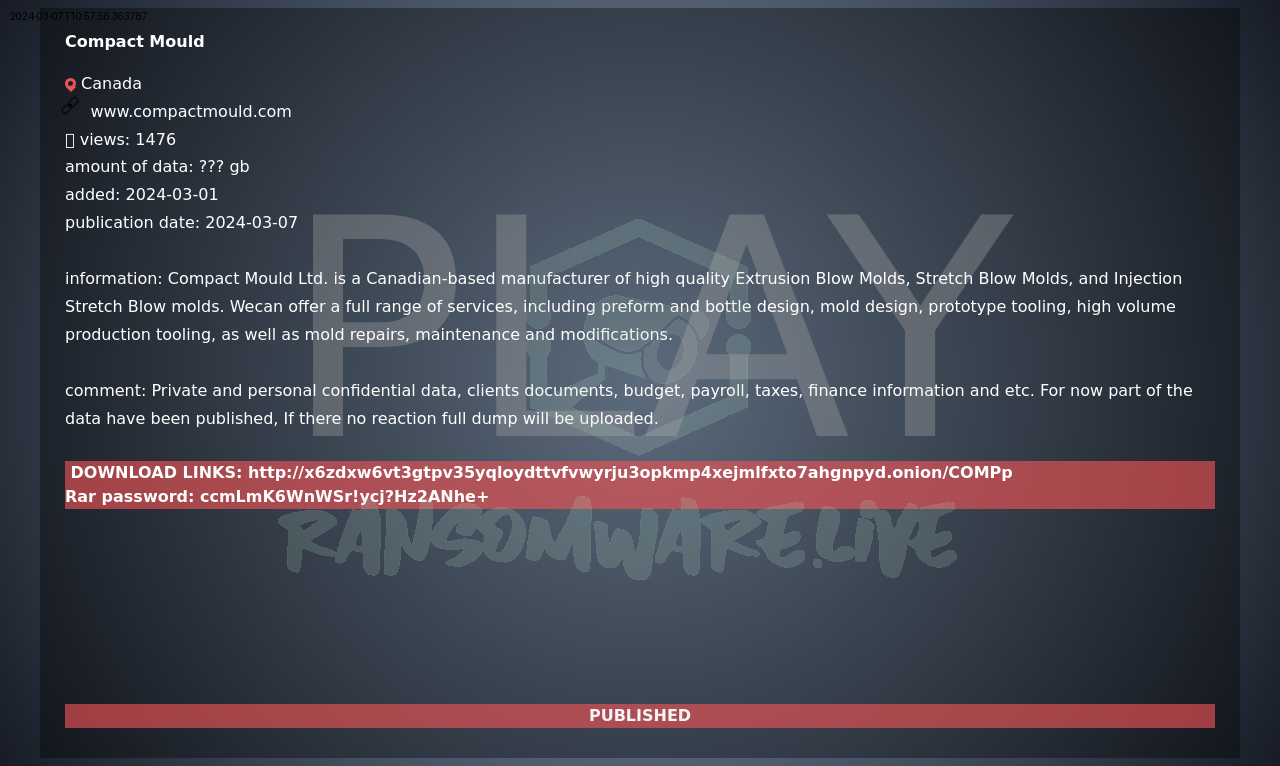 2024-03-07T10:57:56.363787
Compact Mould
Canada
www.compactmould.com
views: 1476
amount of data: ??? gb
added: 2024-03-01
publication date: 2024-03-07
PLAY
information: Compact Mould Ltd. is a Canadian-based manufacturer of high quality Extrusion Blow Molds, Stretch Blow Molds, and Injection
Stretch Blow molds. Wecan offer a full range of services, including preform and bottle design, mold design, prototype tooling, high volume
production tooling, as well as mold repairs, maintenance and modifications.
comment: Private and personal confidential data, clients documents, budget, payroll, taxes, finance information and etc. For now part of the
data have been published, If there no reaction full dump will be uploaded.
DOWNLOAD LINKS: http://x6zdxw6vt3gtpv35yqloydttvfvwyrju3opkmp4xejmlfxto7ahgnpyd.onion/COMPp
Rar password: ccmLmK6WnWSr!ycj?Hz2ANhe+
RANSOMWARE.LIVE
PUBLISHED